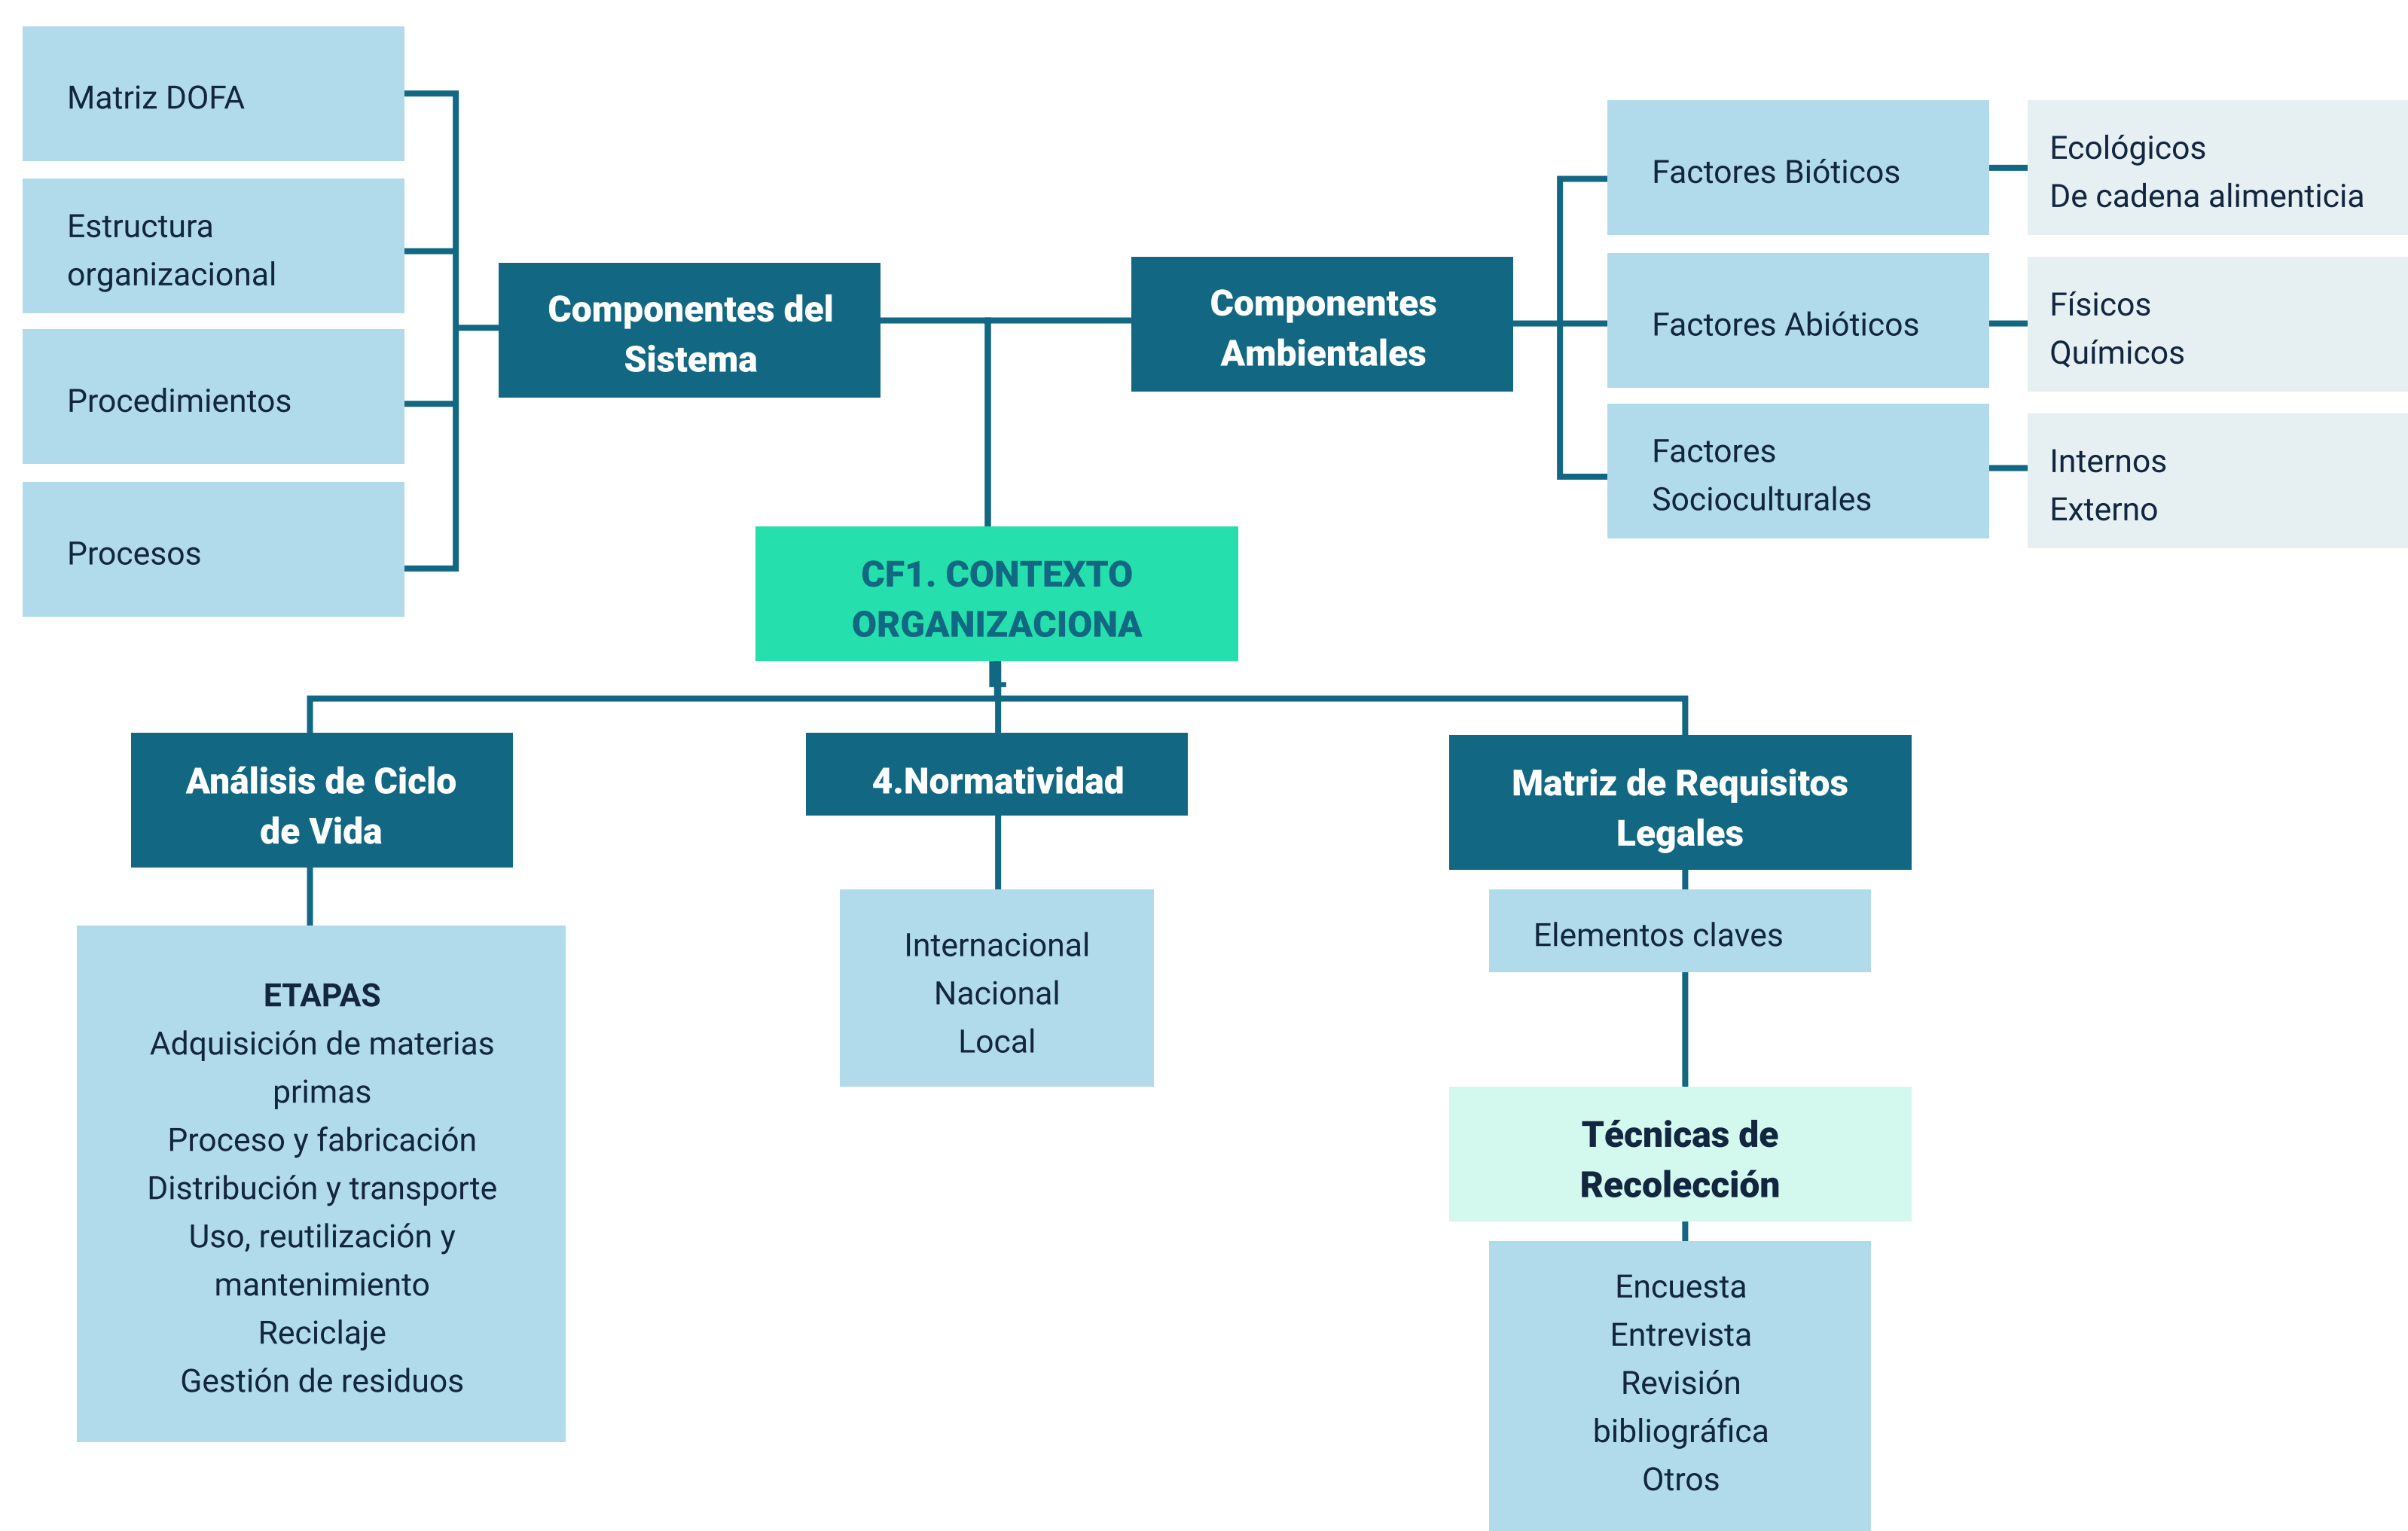 Matriz DOFA
Estructura
organizacional
Procedimientos
Procesos
Componentes del
Sistema
Componentes
Ambientales
Factores Bióticos
Ecológicos
De cadena alimenticia
Factores Abióticos
Físicos
Químicos
Factores
Socioculturales
Internos
Externo
CF1. CONTEXTO
ORGANIZACIONA
Análisis de Ciclo
de Vida
ETAPAS
Adquisición de materias
primas
Proceso y fabricación
Distribución y transporte
Uso, reutilización y
mantenimiento
Reciclaje
Gestión de residuos
4.Normatividad
Internacional
Nacional
Local
Matriz de Requisitos
Legales
Elementos claves
Técnicas de
Recolección
Encuesta
Entrevista
Revisión
bibliográfica
Otros